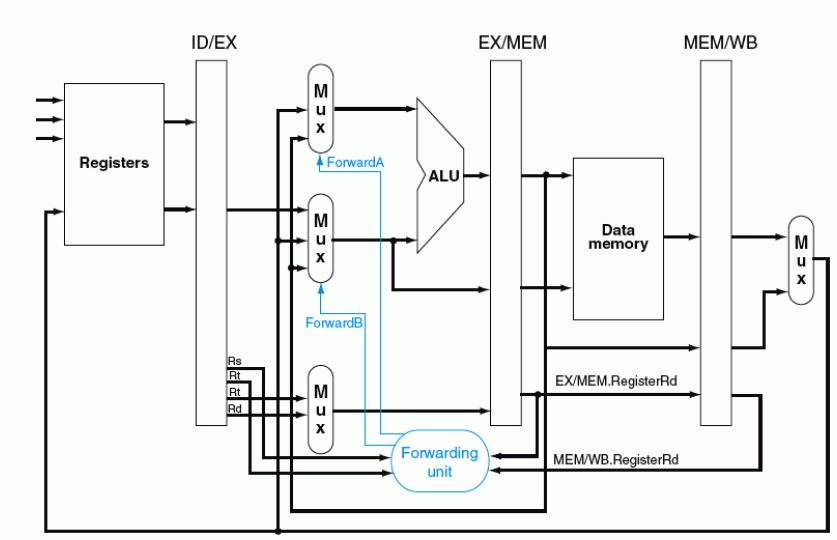 ID/EX
EX/MEM
MEM/WB
Registers
M
u
x
ForwardA
ALU
M
u
x
Data
memory
M
u
x
ForwardB
Rs
Rt
Rt
Rd
M
u
x
EX/MEM.RegisterRd
Forwarding
unit
MEM/WB.RegisterRd